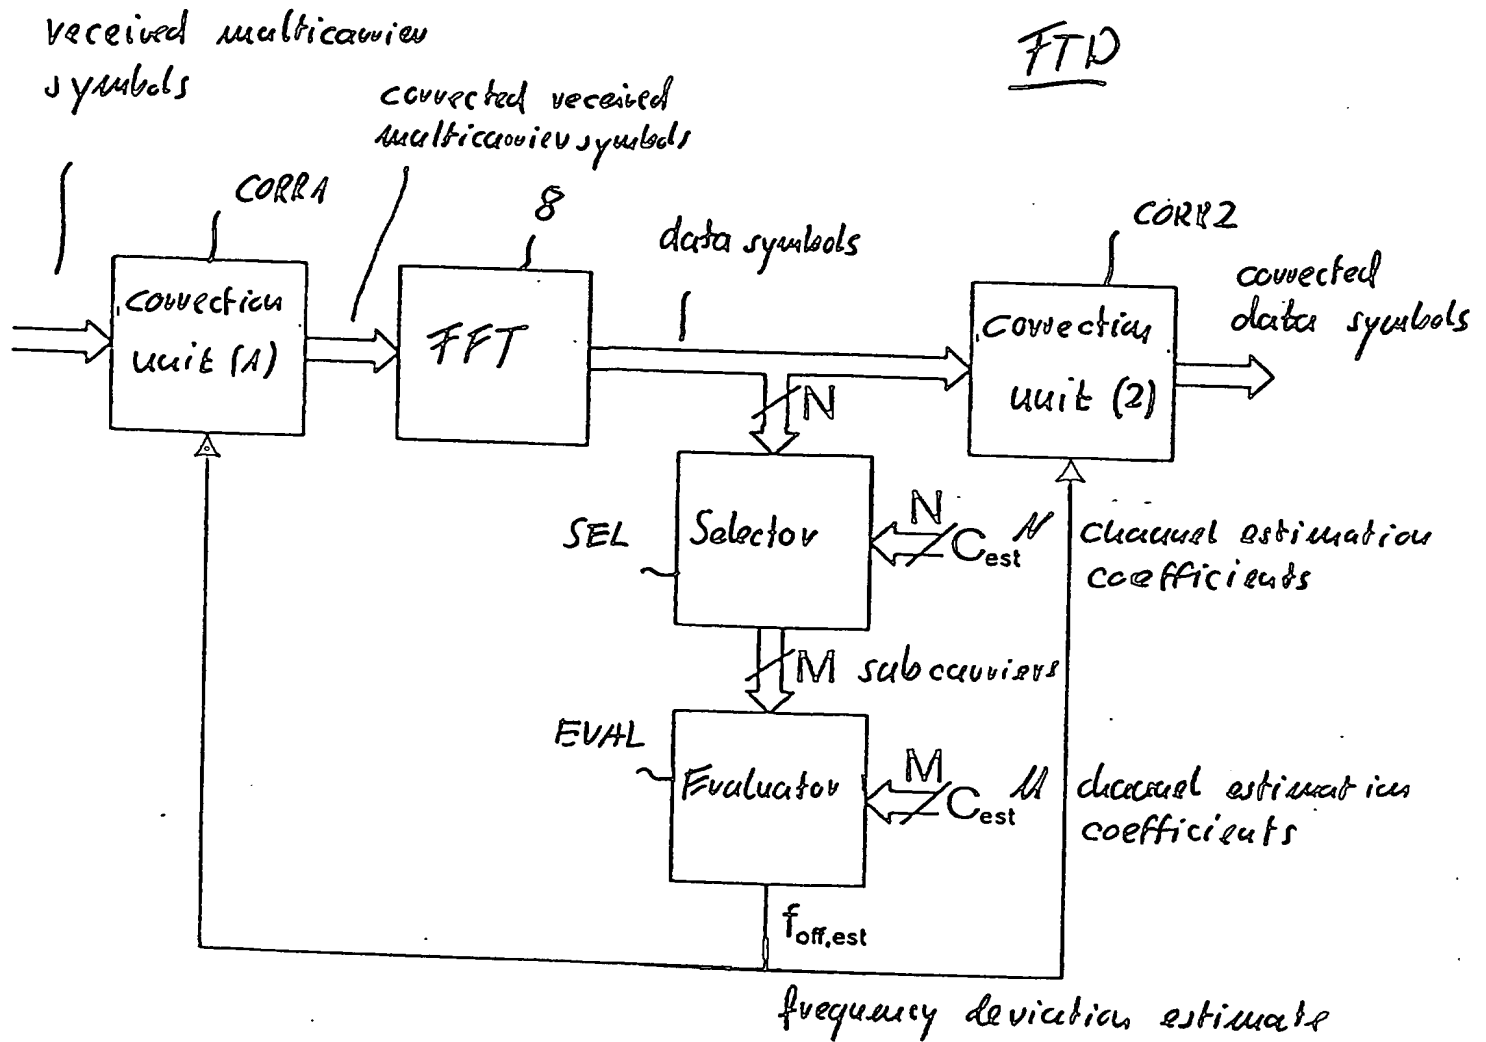 received multicarrier
symbols
FTD
corrected received
multicarrier symbols
CORR1
8
data symbols
CORR2
corrected
data symbols
correction
unit (1)
FFT
correction
unit (2)
N
SEL
Selector
N
Cest
N channel estimation
coefficients
M subcarriers
EVAL
Evaluator
M
Cest
M channel estimation
coefficients
foff,est
frequency deviation estimate